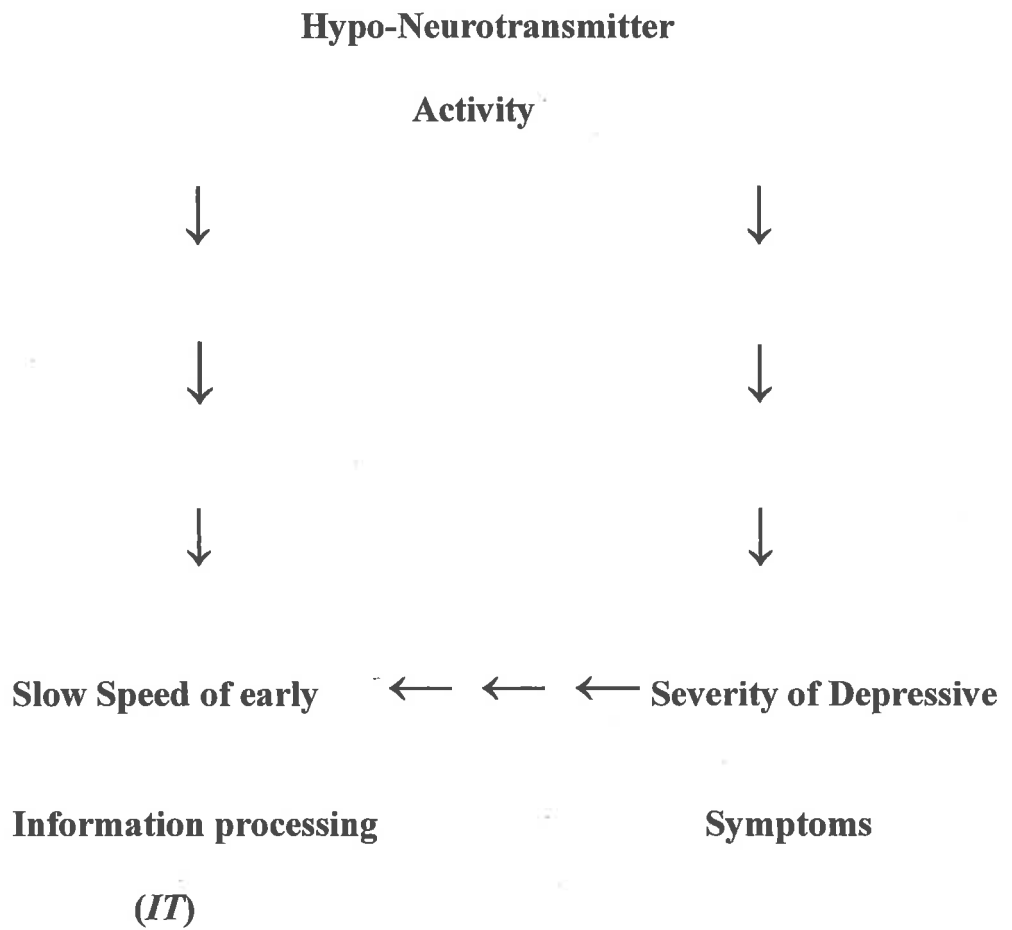 Hypo-Neurotransmitter
Activity
↓ ↓
↓ ↓
↓ ↓
Slow Speed of early ← ← ← Severity of Depressive
Information processing Symptoms
(IT)